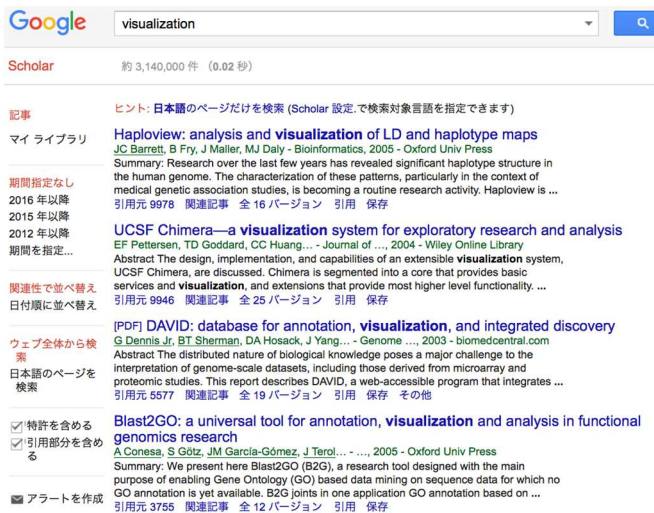 Google
visualization
Scholar
約 3,140,000 件 （0.02 秒）
記事
マイ ライブラリ
期間指定なし
2016 年以降
2015 年以降
2012 年以降
期間を指定...
関連性で並べ替え
日付順に並べ替え
ウェブ全体から検
索
日本語のページを
検索
特許を含める
引用部分を含め
る
アラートを作成
ヒント: 日本語のページだけを検索 (Scholar 設定.で検索対象言語を指定できます)
Haploview: analysis and visualization of LD and haplotype maps
JC Barrett, B Fry, J Maller, MJ Daly - Bioinformatics, 2005 - Oxford Univ Press
Summary: Research over the last few years has revealed significant haplotype structure in
the human genome. The characterization of these patterns, particularly in the context of
medical genetic association studies, is becoming a routine research activity. Haploview is ...
引用元 9978 関連記事 全 16 バージョン 引用 保存
UCSF Chimera—a visualization system for exploratory research and analysis
EF Pettersen, TD Goddard, CC Huang... - Journal of ..., 2004 - Wiley Online Library
Abstract The design, implementation, and capabilities of an extensible visualization system,
UCSF Chimera, are discussed. Chimera is segmented into a core that provides basic
services and visualization, and extensions that provide most higher level functionality. ...
引用元 9946 関連記事 全 25 バージョン 引用 保存
[PDF] DAVID: database for annotation, visualization, and integrated discovery
G Dennis Jr, BT Sherman, DA Hosack, J Yang... - Genome ..., 2003 - biomedcentral.com
Abstract The distributed nature of biological knowledge poses a major challenge to the
interpretation of genome-scale datasets, including those derived from microarray and
proteomic studies. This report describes DAVID, a web-accessible program that integrates ...
引用元 5577 関連記事 全 19 バージョン 引用 保存 その他
Blast2GO: a universal tool for annotation, visualization and analysis in functional
genomics research
A Conesa, S Götz, JM García-Gómez, J Terol... - ..., 2005 - Oxford Univ Press
Summary: We present here Blast2GO (B2G), a research tool designed with the main
purpose of enabling Gene Ontology (GO) based data mining on sequence data for which no
GO annotation is yet available. B2G joints in one application GO annotation based on ...
引用元 3755 関連記事 全 12 バージョン 引用 保存